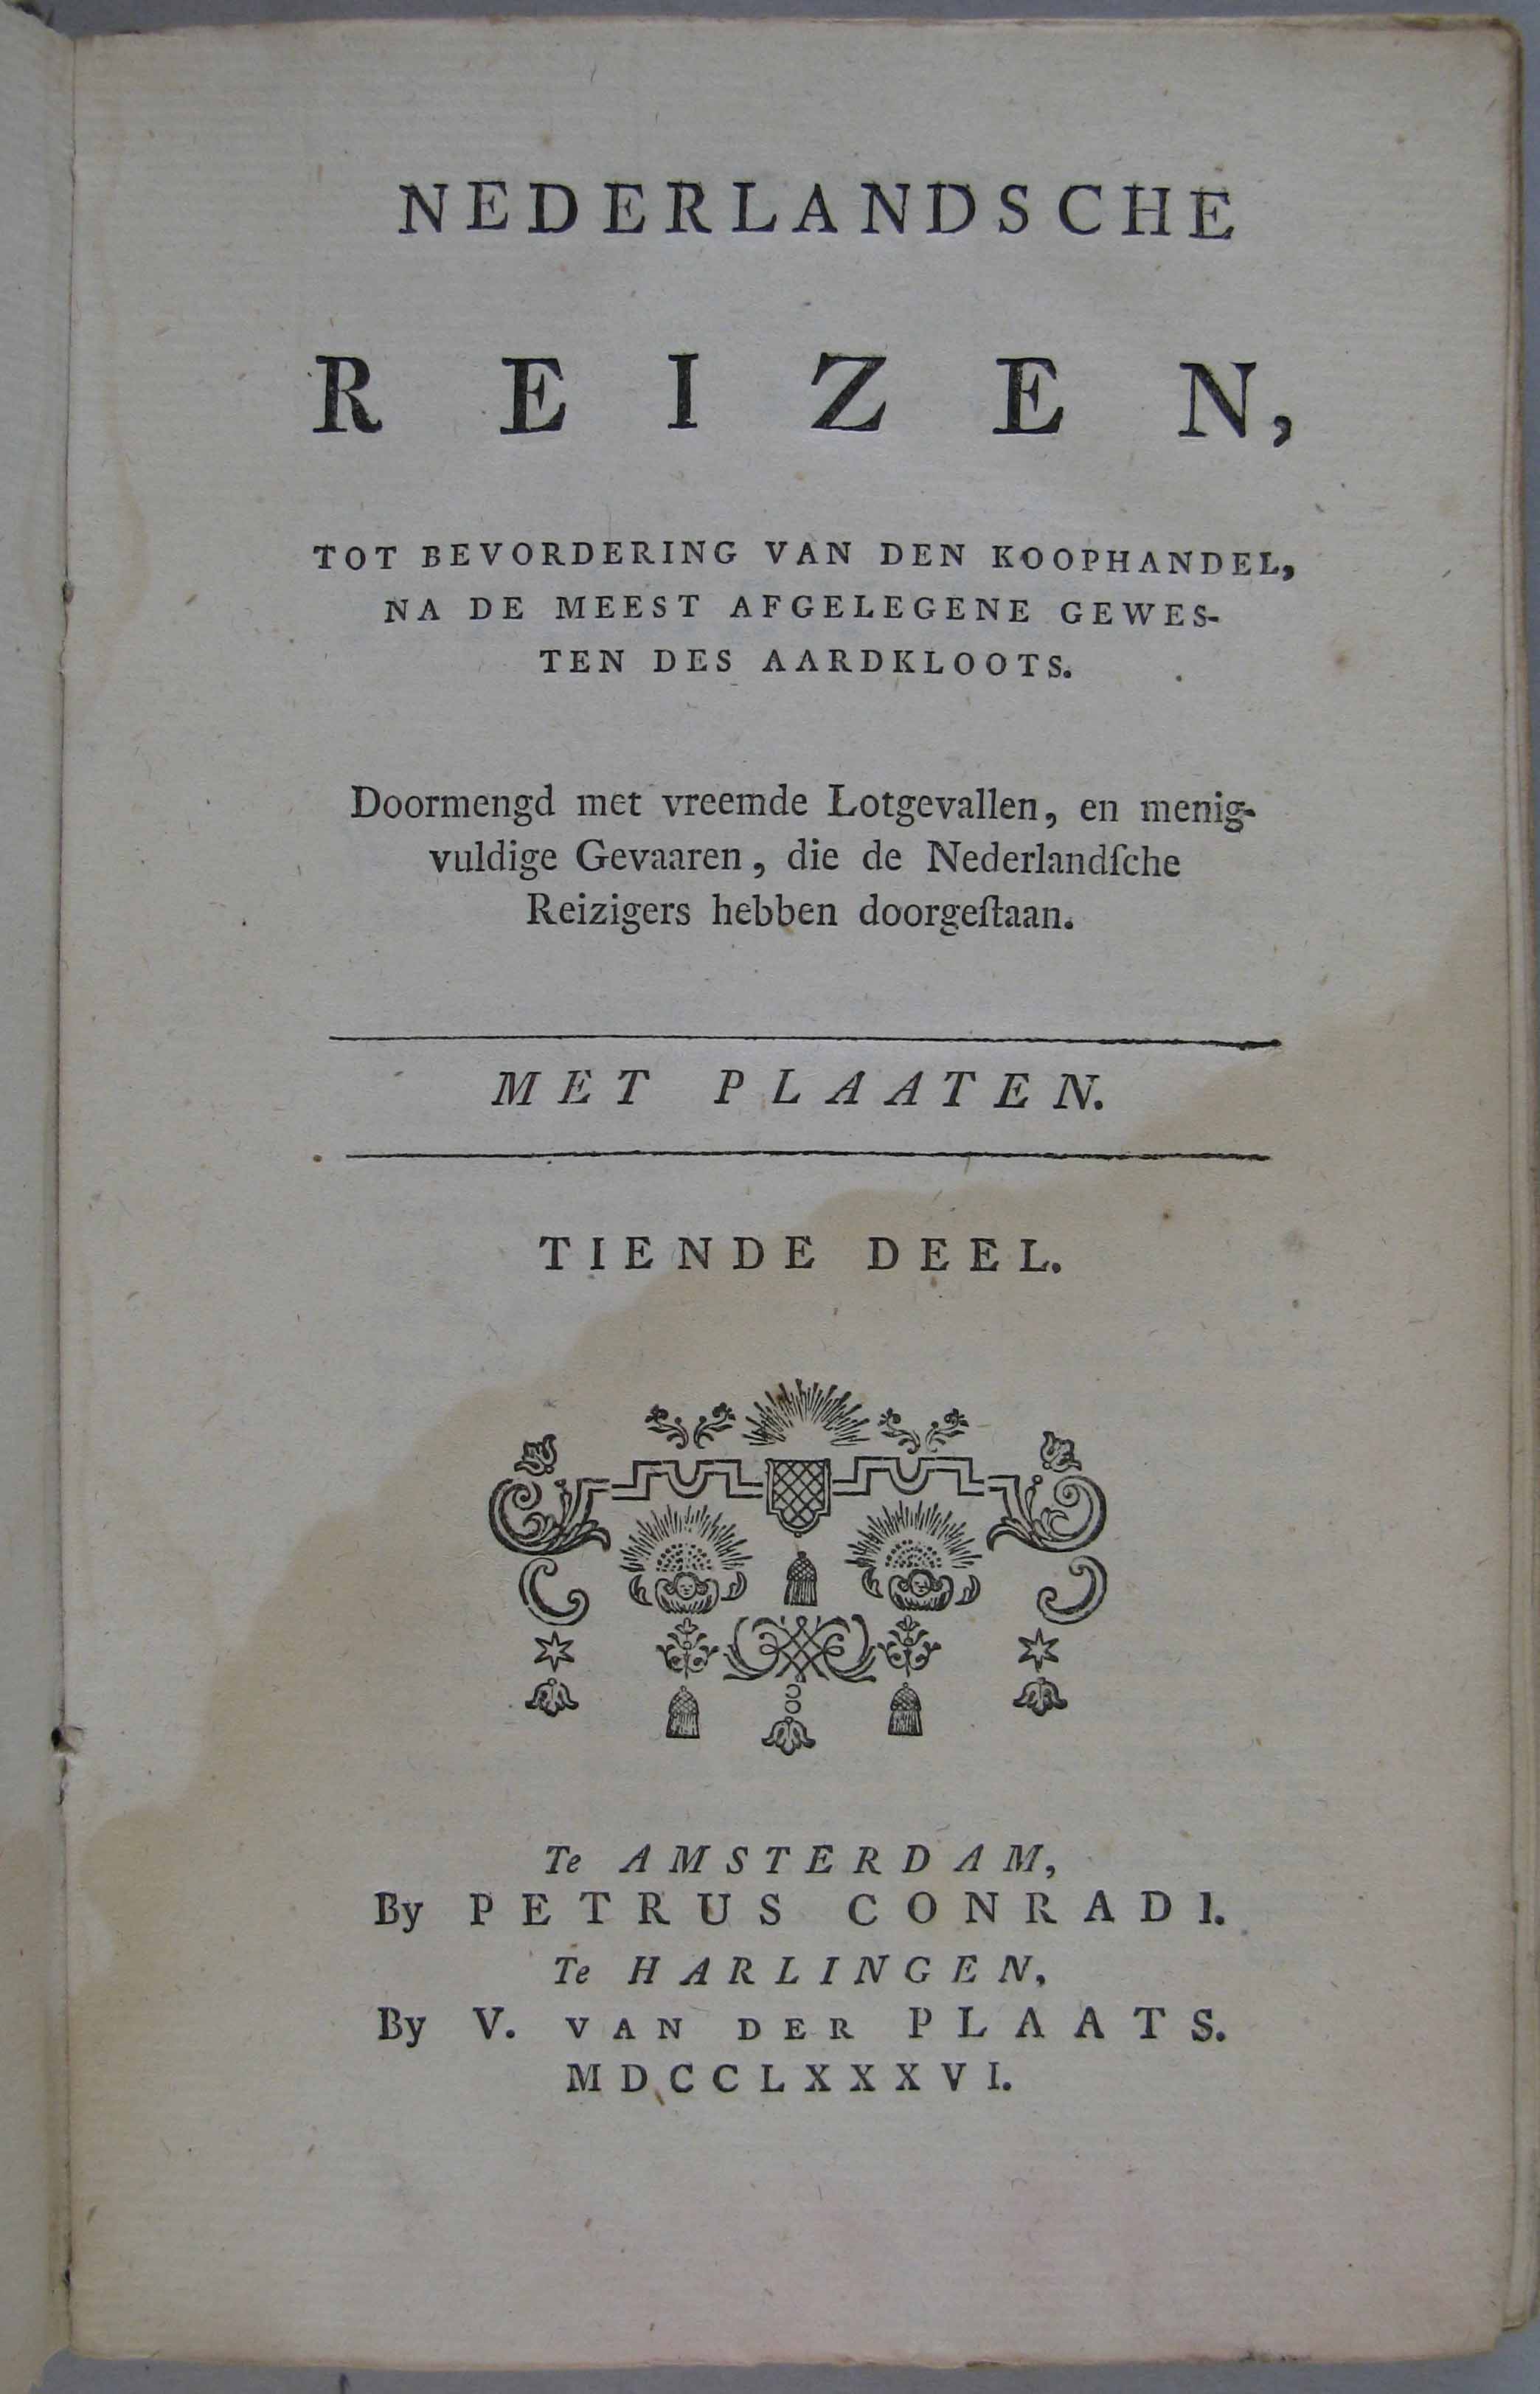 NEDERLANDSCHE
REIZEN,
TOT BEVORDERING VAN DEN KOOPHANDEL,
NA DE MEEST AFGELEGENE GEWES-
TEN DES AARDKLOOTS.
Doormengd met vreemde Lotgevallen, en menig-
vuldige Gevaaren, die de Nederlandſche
Reizigers hebben doorgeſtaan.
MET PLAATEN.
TIENDE DEEL.
Te AMSTERDAM,
By PETRUS CONRADI.
Te HARLINGEN,
By V. VAN DER PLAATS.
MDCCLXXXVI.